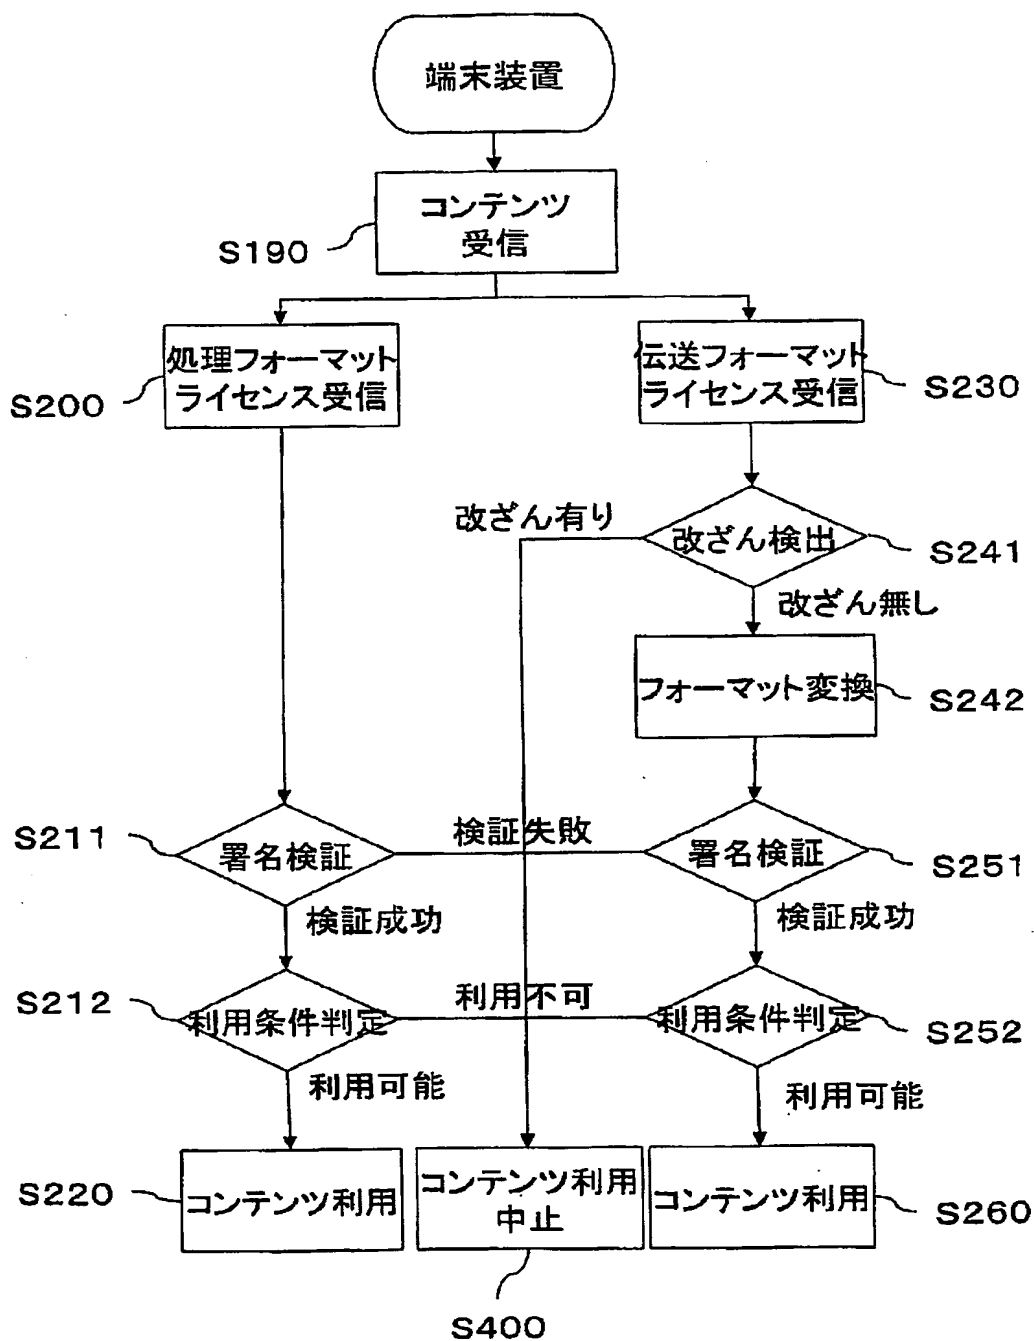 端末装置
コンテンツ
受信
S190
処理フォーマット
ライセンス受信
S200
伝送フォーマット
ライセンス受信
S230
改ざん有り
改ざん検出
S241
改ざん無し
フォーマット変換
S242
S211
署名検証
検証失敗
署名検証
S251
検証成功
検証成功
S212
利用条件判定
利用不可
利用条件判定
S252
利用可能
利用可能
S220
コンテンツ利用
コンテンツ利用
中止
コンテンツ利用
S260
S400